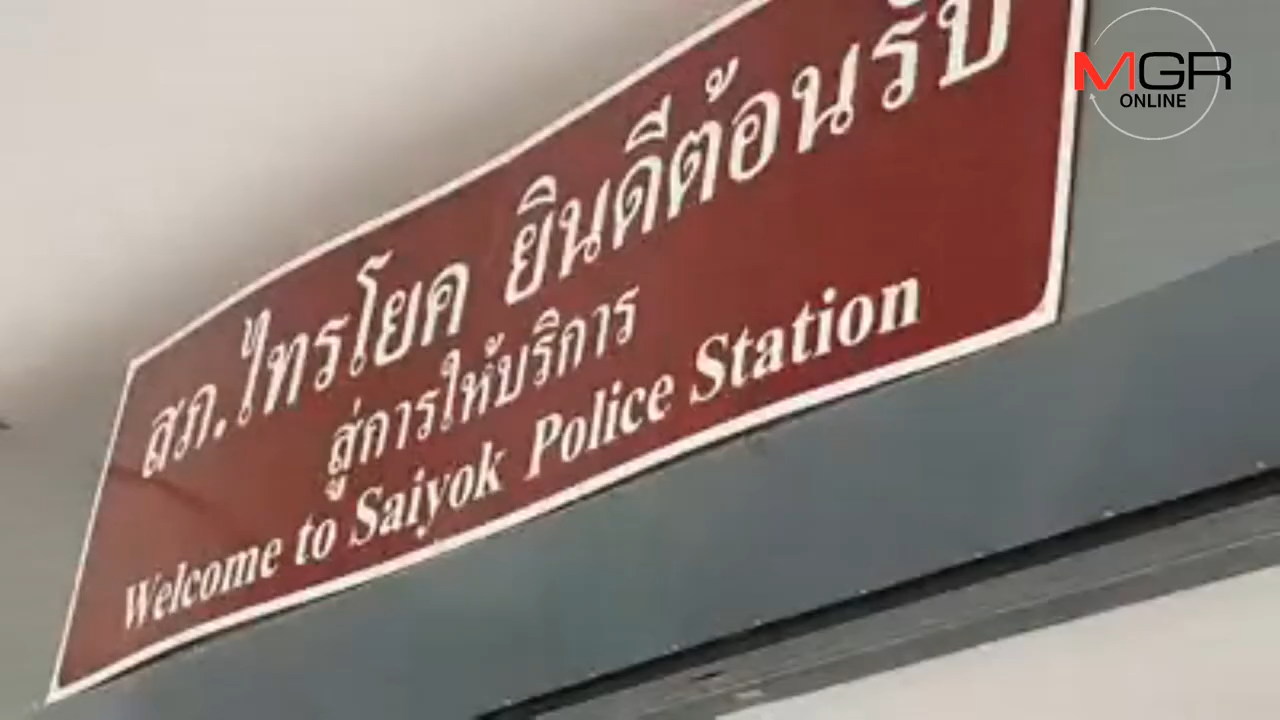 MGR
ONLINE
สภ.ไทรโยค ยินดีต้อนรับ
สู่การให้บริการ
Welcome to Saiyok Police Station